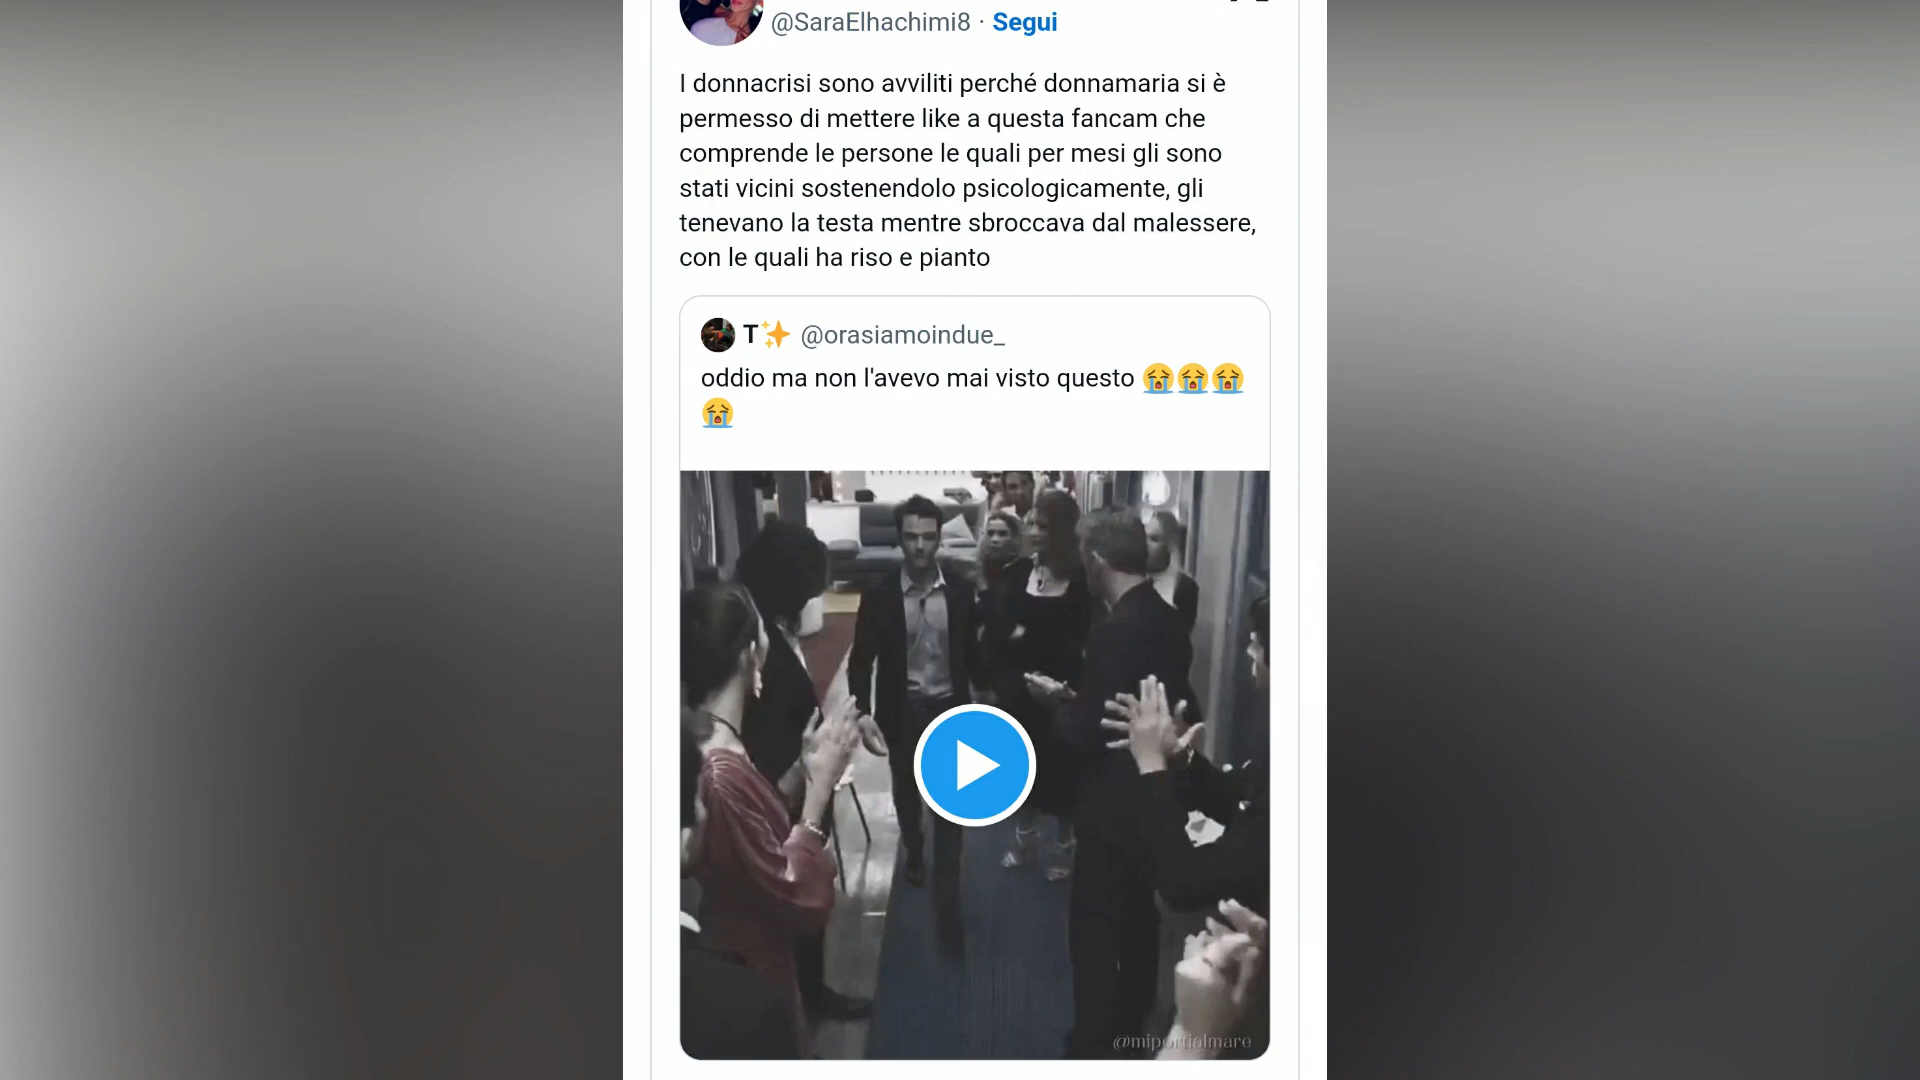 @SaraElhachimi8 · Segui
I donnacrisi sono avviliti perché donnamaria si è
permesso di mettere like a questa fancam che
comprende le persone le quali per mesi gli sono
stati vicini sostenendolo psicologicamente, gli
tenevano la testa mentre sbroccava dal malessere,
con le quali ha riso e pianto
T✨ @orasiamoindue_
oddio ma non l'avevo mai visto questo 😭😭😭
😭
@miportialmare